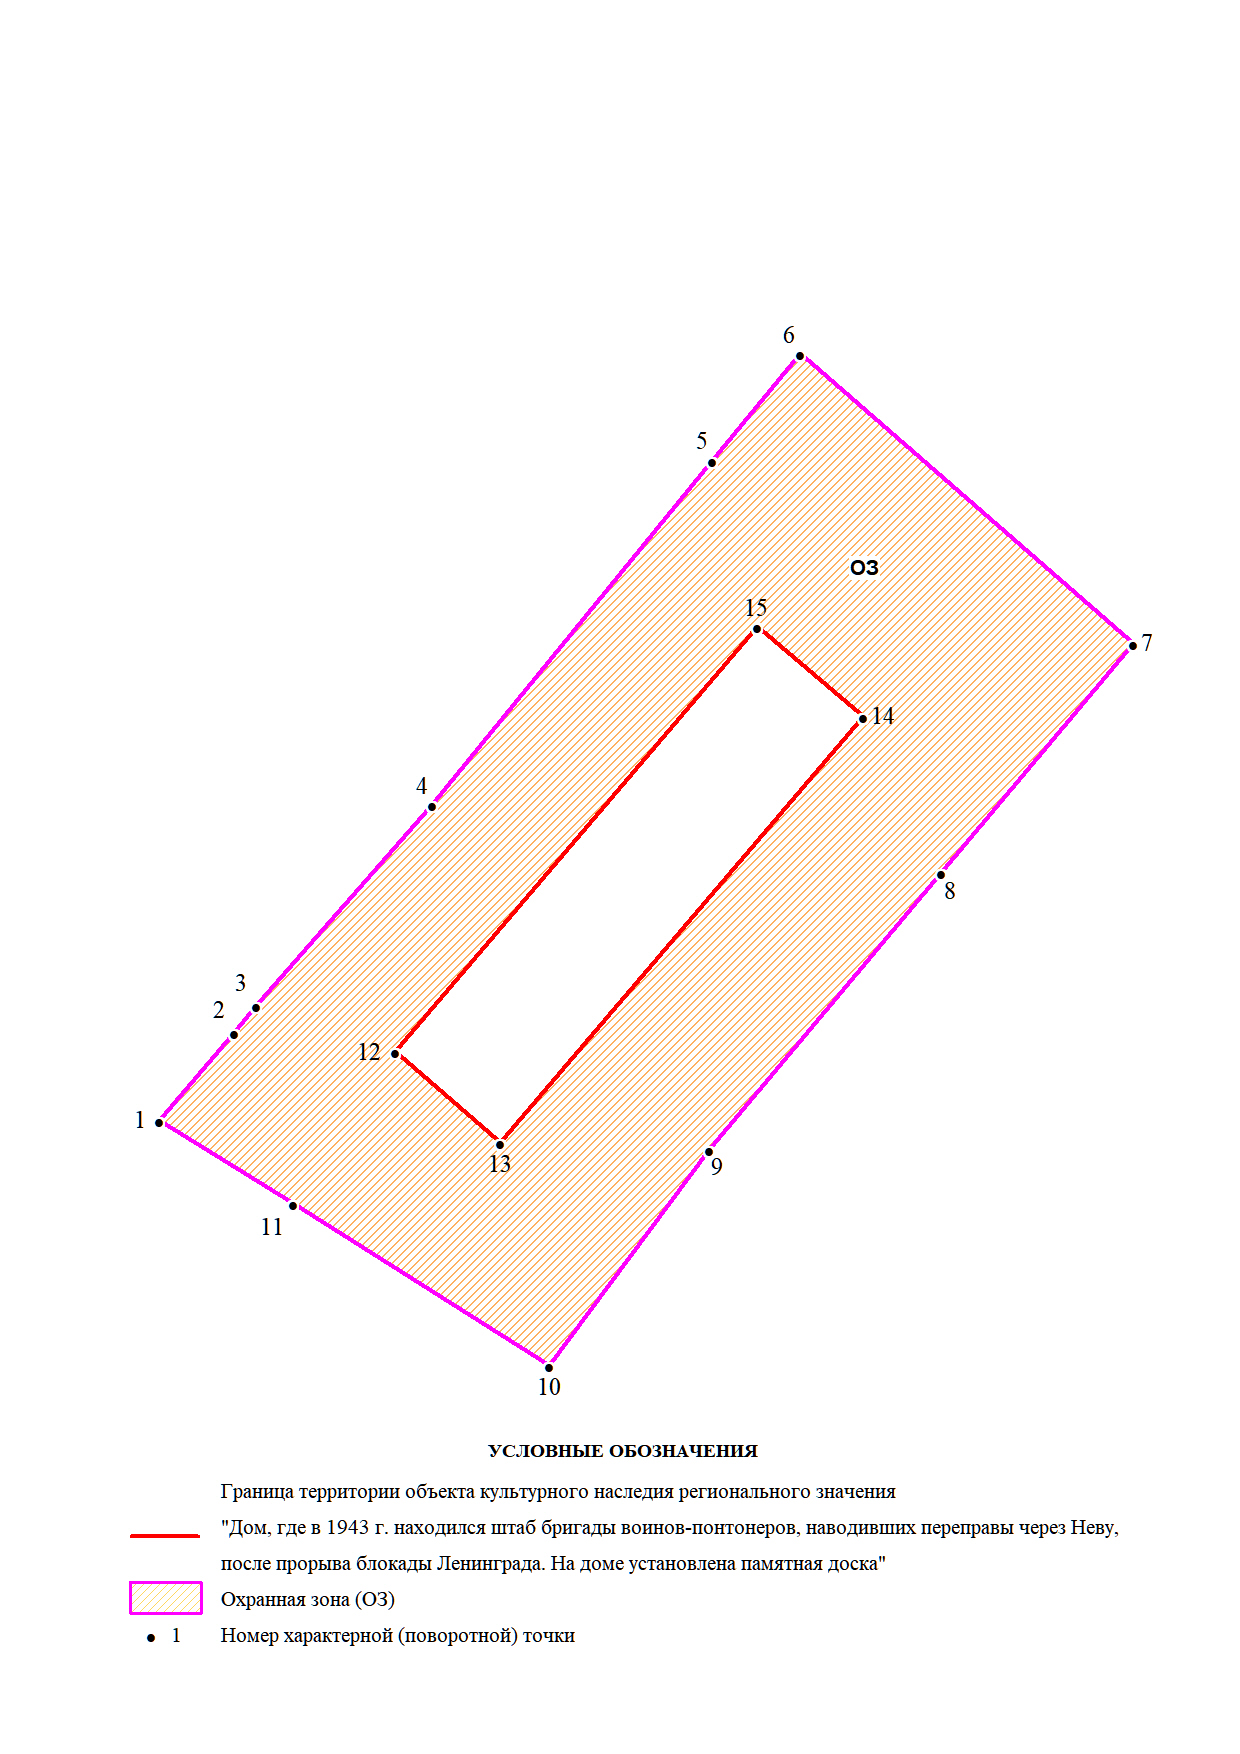 6
5
ОЗ
15
7
14
4
8
3
2
12
1
13
9
11
10
УСЛОВНЫЕ ОБОЗНАЧЕНИЯ
Граница территории объекта культурного наследия регионального значения
"Дом, где в 1943 г. находился штаб бригады воинов-понтонеров, наводивших переправы через Неву,
после прорыва блокады Ленинграда. На доме установлена памятная доска"
Охранная зона (ОЗ)
1 Номер характерной (поворотной) точки